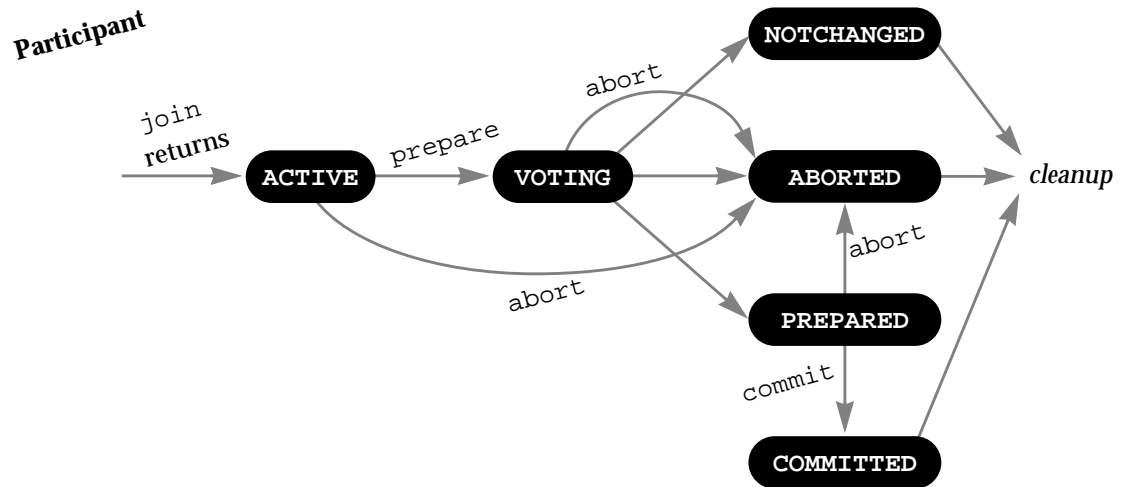 Participant
NOTCHANGED
abort
join
returns
prepare
ACTIVE
VOTING
ABORTED
cleanup
abort
abort
PREPARED
commit
COMMITTED